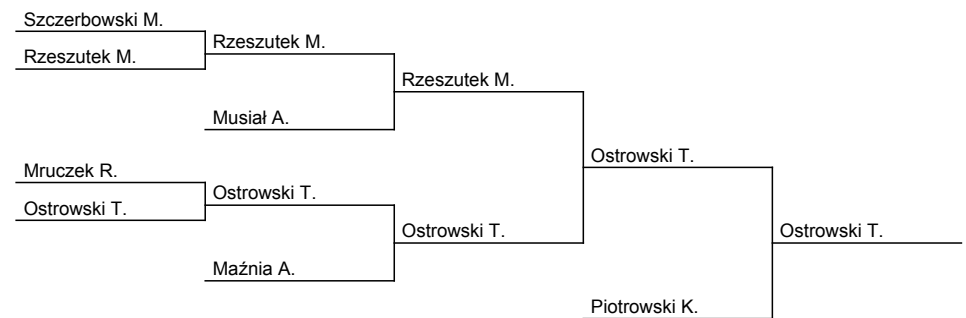 Szczerbowski M.
Rzeszutek M.
Rzeszutek M.
Rzeszutek M.
Musiał A.
Ostrowski T.
Mruczek R.
Ostrowski T.
Ostrowski T.
Ostrowski T.
Ostrowski T.
Maźnia A.
Piotrowski K.